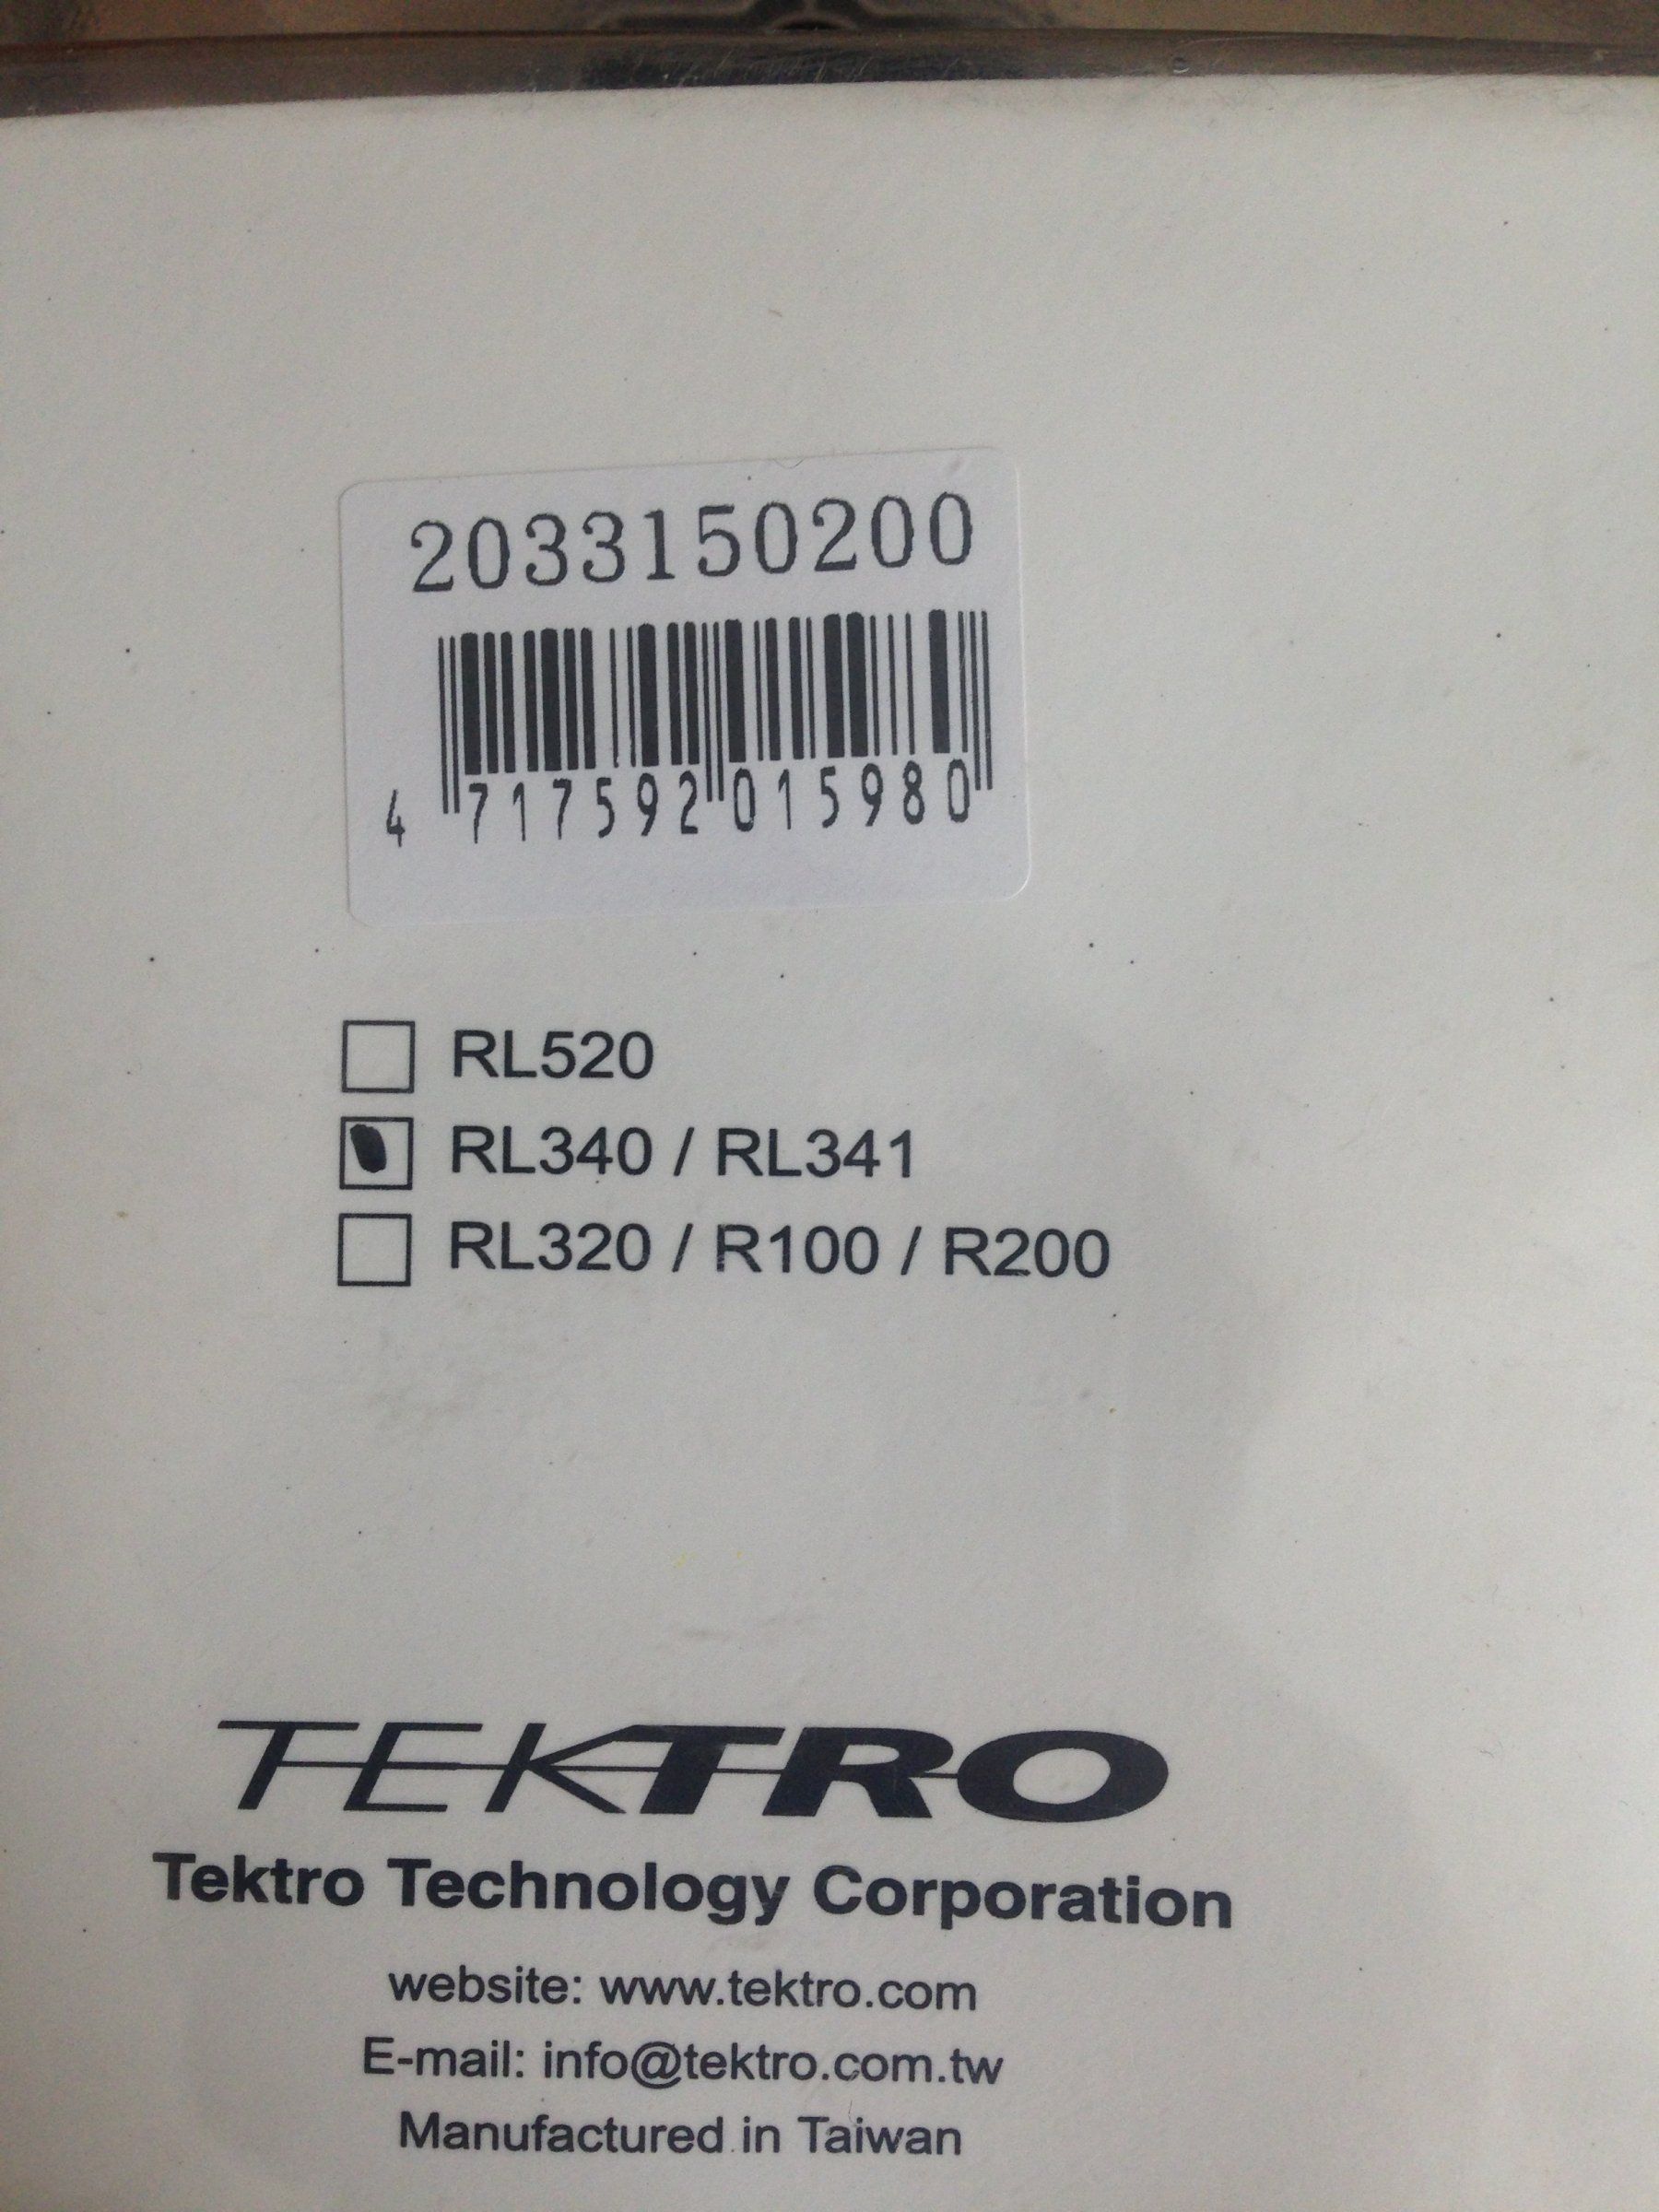 2033150200
4 717592 015980
RL520
RL340 / RL341
RL320 / R100 / R200
TEKTRO
Tektro Technology Corporation
website: www.tektro.com
E-mail: info@tektro.com.tw
Manufactured in Taiwan